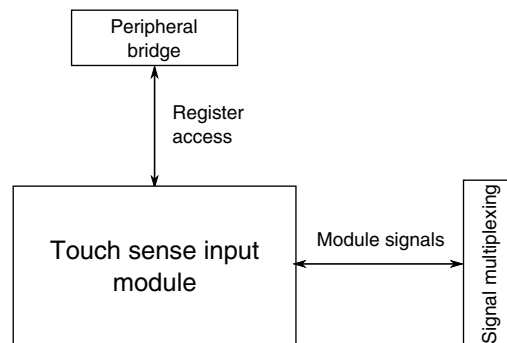 Peripheral
bridge
Register
access
Touch sense input
module
Module signals
Signal multiplexing